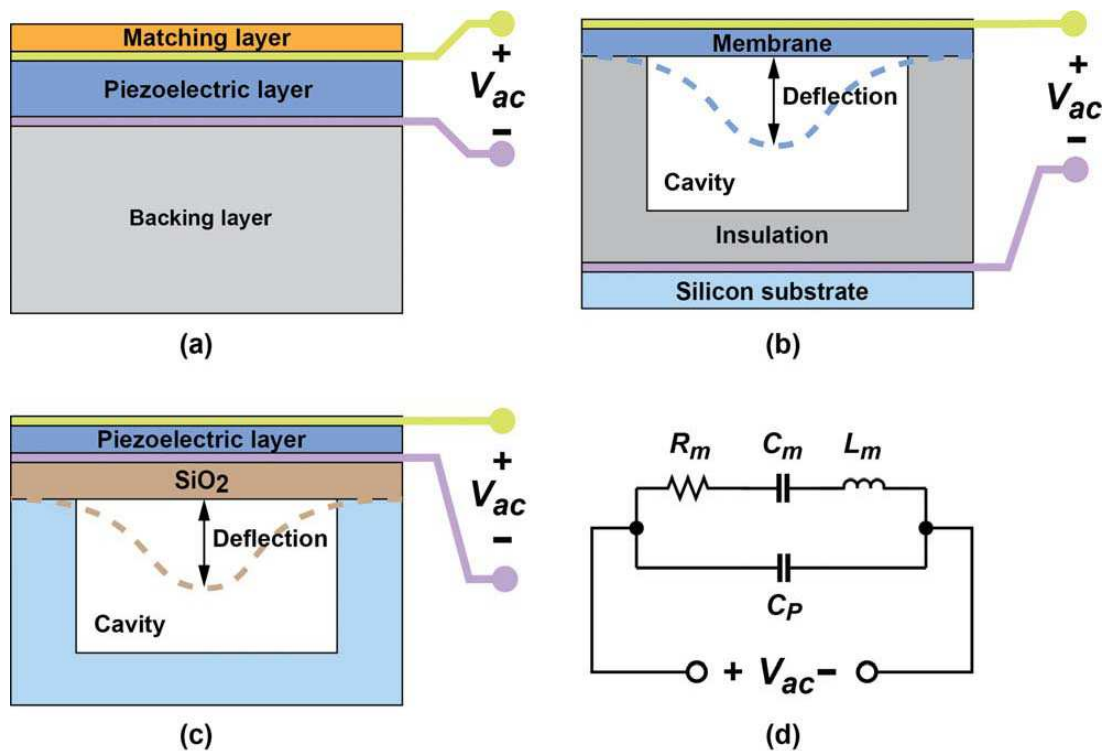 Matching layer
Piezoelectric layer
Backing layer
+
Vac
−
(a)
Membrane
Deflection
Cavity
Insulation
Silicon substrate
+
Vac
−
(b)
Piezoelectric layer
SiO2
Deflection
Cavity
+
Vac
−
(c)
Rm Cm Lm
CP
+ Vac −
(d)